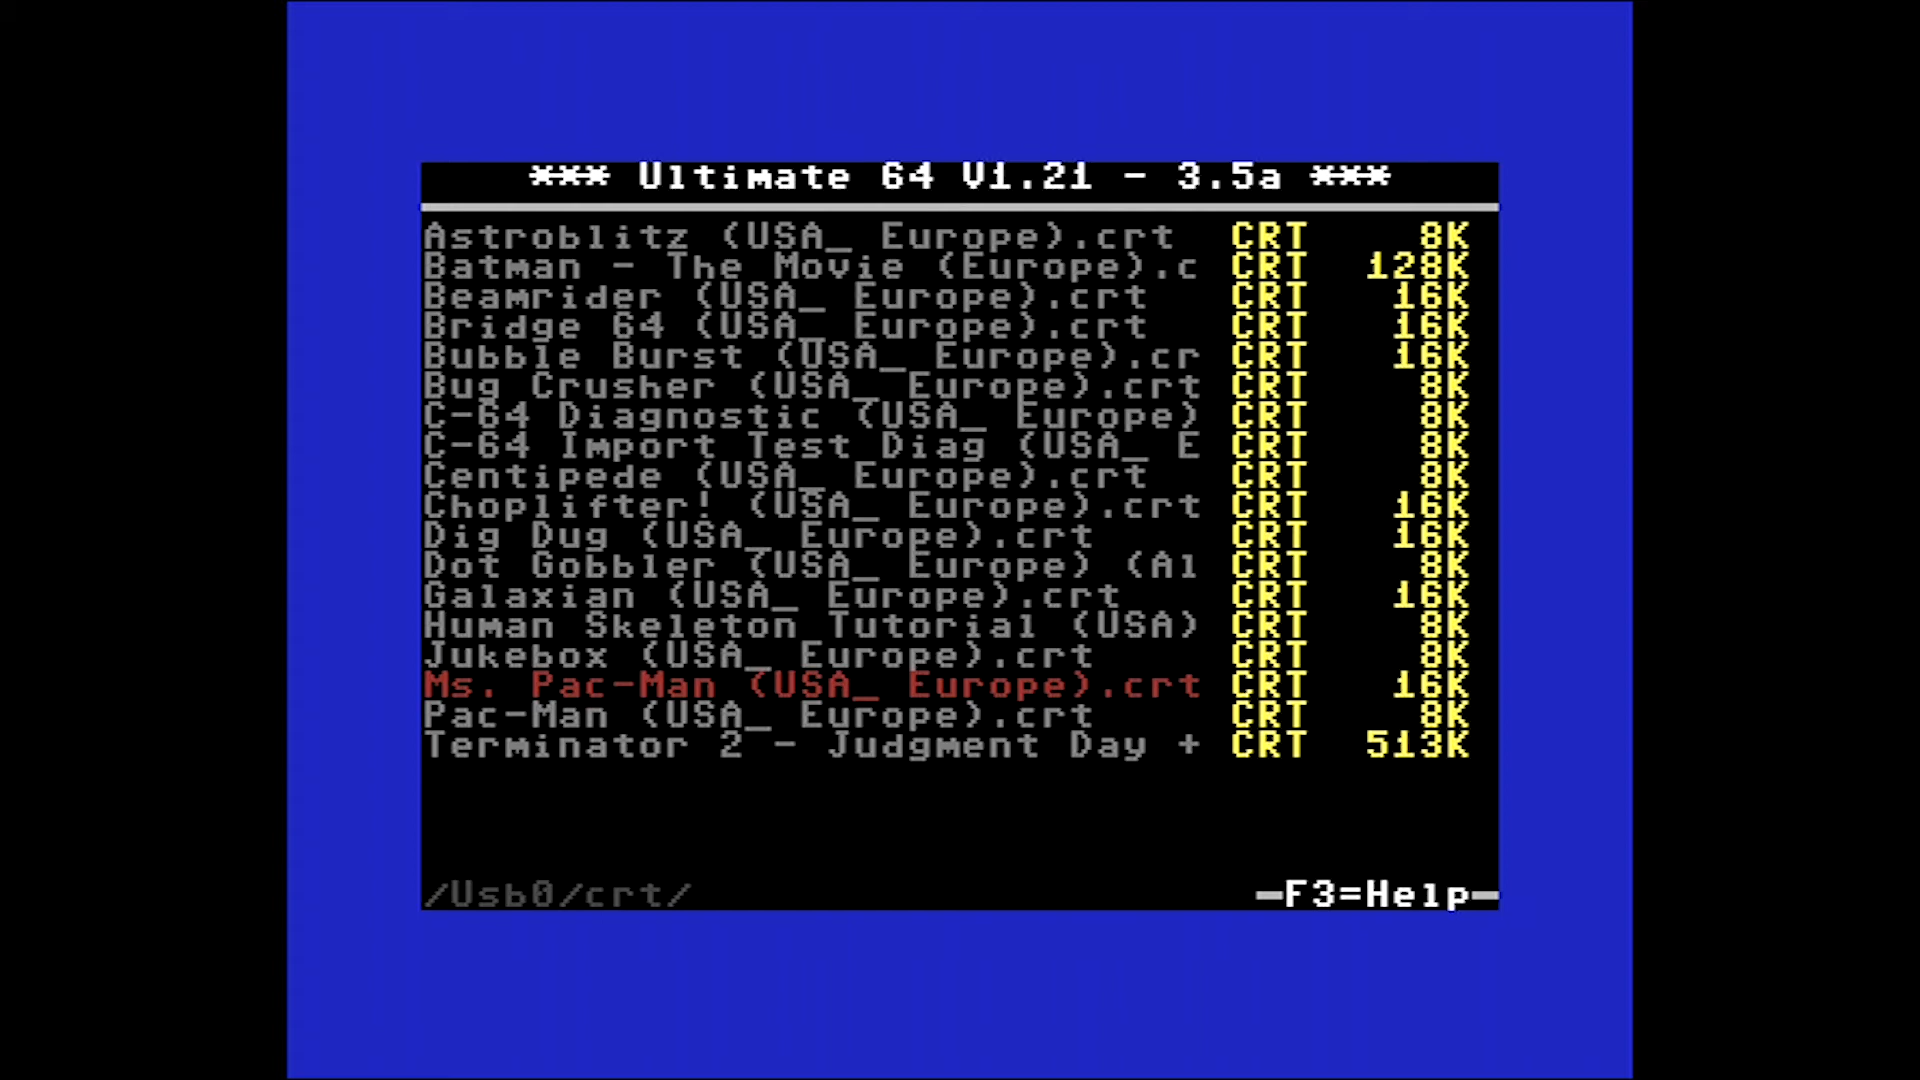 *** Ultimate 64 V1.21 - 3.5a ***
Astroblitz (USA_ Europe).crt CRT 8K
Batman - The Movie (Europe).c CRT 128K
Beamrider (USA_ Europe).crt CRT 16K
Bridge 64 (USA_ Europe).crt CRT 16K
Bubble Burst (USA_ Europe).cr CRT 16K
Bug Crusher (USA_ Europe).crt CRT 8K
C-64 Diagnostic (USA_ Europe) CRT 8K
C-64 Import Test Diag (USA_ E CRT 8K
Centipede (USA_ Europe).crt CRT 8K
Choplifter! (USA_ Europe).crt CRT 16K
Dig Dug (USA_ Europe).crt CRT 16K
Dot Gobbler (USA_ Europe) (Al CRT 8K
Galaxian (USA_ Europe).crt CRT 16K
Human Skeleton Tutorial (USA) CRT 8K
Jukebox (USA_ Europe).crt CRT 8K
Ms. Pac-Man (USA_ Europe).crt CRT 16K
Pac-Man (USA_ Europe).crt CRT 8K
Terminator 2 - Judgment Day + CRT 513K
/Usb0/crt/ —F3=Help—